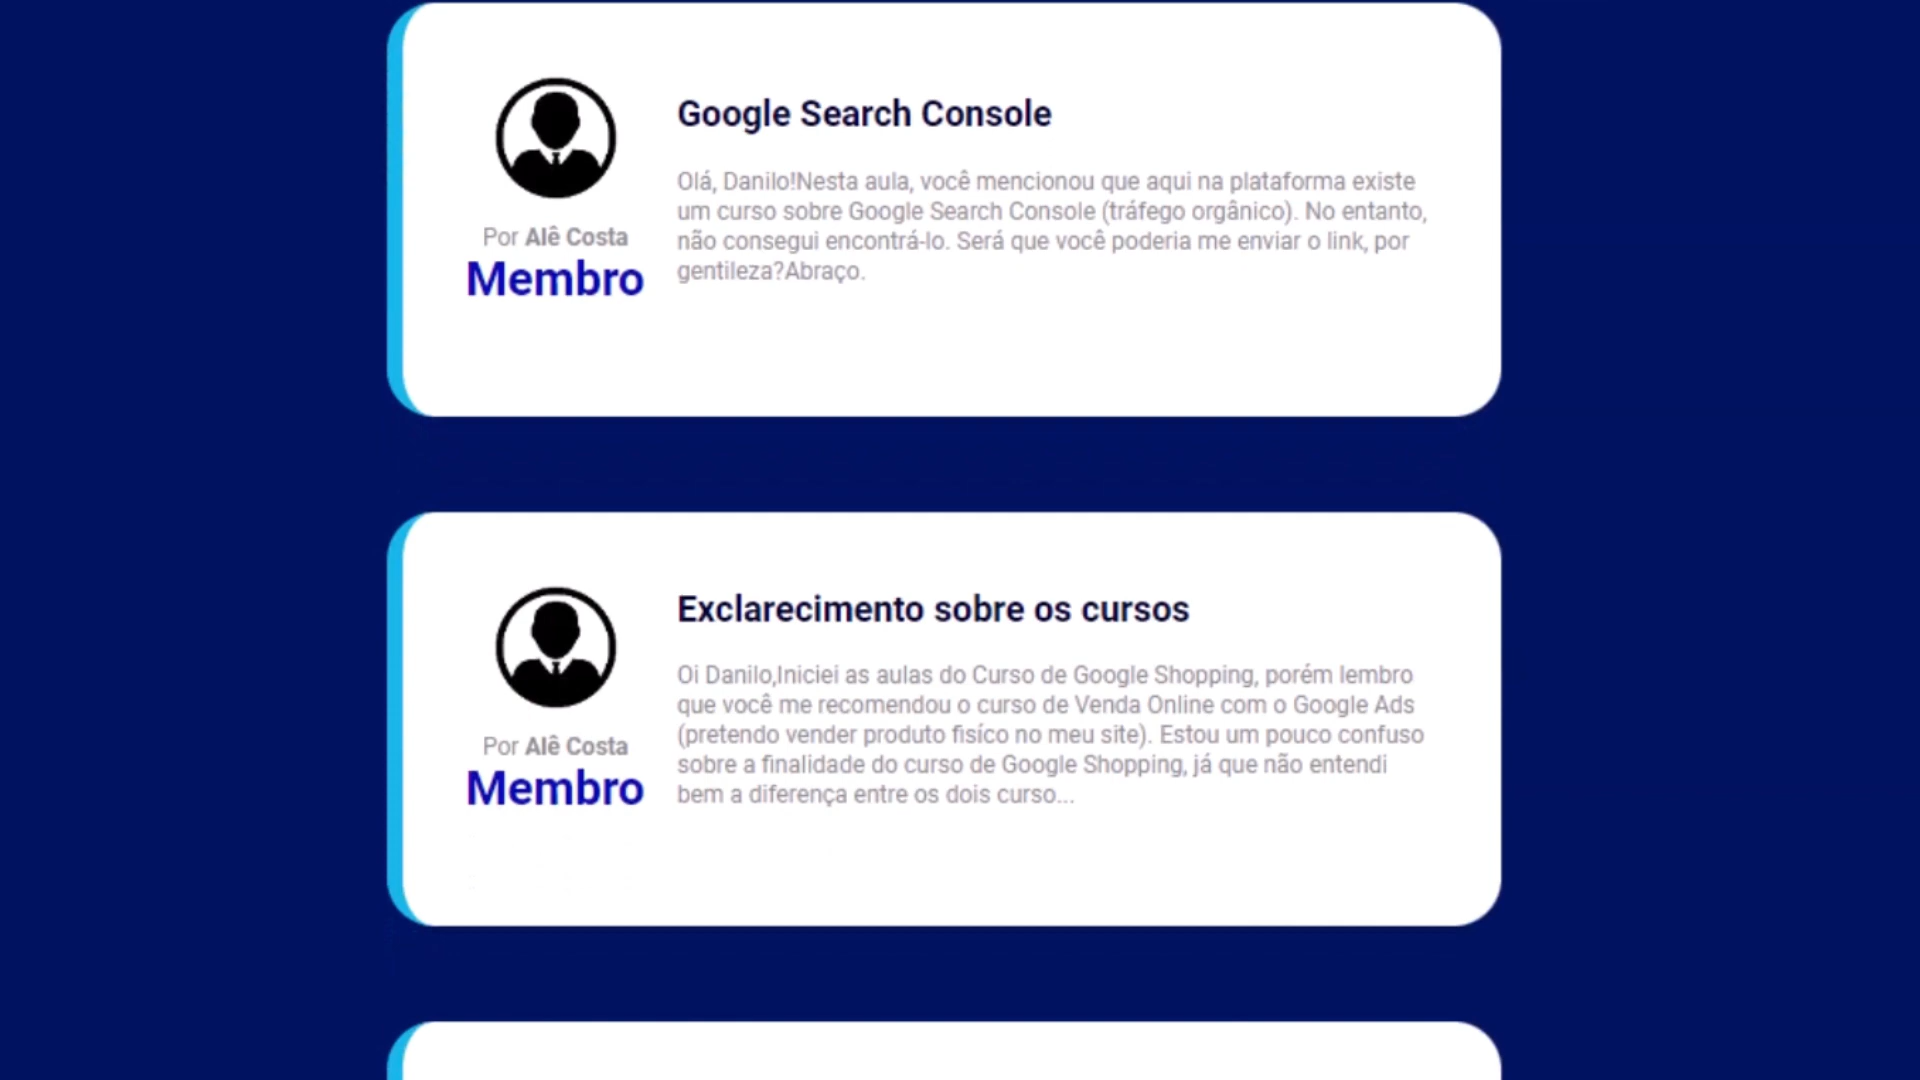 Google Search Console
Olá, Danilo!Nesta aula, você mencionou que aqui na plataforma existe
um curso sobre Google Search Console (tráfego orgânico). No entanto,
não consegui encontrá-lo. Será que você poderia me enviar o link, por
gentileza?Abraço.
Por Alê Costa
Membro
Exclarecimento sobre os cursos
Oi Danilo,Iniciei as aulas do Curso de Google Shopping, porém lembro
que você me recomendou o curso de Venda Online com o Google Ads
(pretendo vender produto fisíco no meu site). Estou um pouco confuso
sobre a finalidade do curso de Google Shopping, já que não entendi
bem a diferença entre os dois curso...
Por Alê Costa
Membro